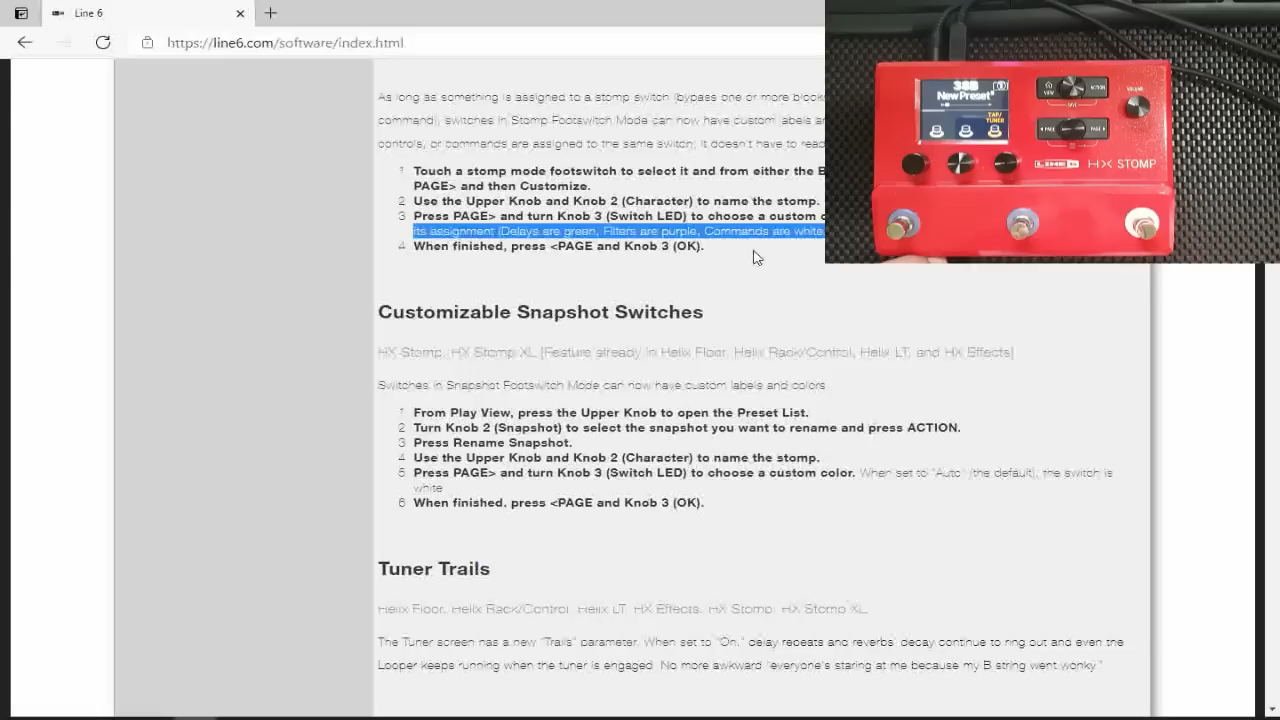 Line 6
https://line6.com/software/index.html
As long as something is assigned to a stomp switch (bypass one or more block
command), switches in Stomp Footswitch Mode can now have custom labels a
controls, or commands are assigned to the same switch; it doesn't have to read
1 Touch a stomp mode footswitch to select it and from either the B
PAGE> and then Customize.
2 Use the Upper Knob and Knob 2 (Character) to name the stomp.
3 Press PAGE> and turn Knob 3 (Switch LED) to choose a custom c
its assignment (Delays are green, Filters are purple, Commands are white
4 When finished, press <PAGE and Knob 3 (OK).
Customizable Snapshot Switches
HX Stomp, HX Stomp XL [Feature already in Helix Floor, Helix Rack/Control, Helix LT, and HX Effects]
Switches in Snapshot Footswitch Mode can now have custom labels and colors
1 From Play View, press the Upper Knob to open the Preset List.
2 Turn Knob 2 (Snapshot) to select the snapshot you want to rename and press ACTION.
3 Press Rename Snapshot.
4 Use the Upper Knob and Knob 2 (Character) to name the stomp.
5 Press PAGE> and turn Knob 3 (Switch LED) to choose a custom color. When set to "Auto" (the default), the switch is
white
6 When finished, press <PAGE and Knob 3 (OK).
Tuner Trails
Helix Floor, Helix Rack/Control, Helix LT, HX Effects, HX Stomp, HX Stomp XL
The Tuner screen has a new "Trails" parameter. When set to "On," delay repeats and reverbs' decay continue to ring out and even the
Looper keeps running when the tuner is engaged. No more awkward "everyone's staring at me because my B string went wonky."
38B
New Preset*
TAP/
TUNER
VIEW
ACTION
SAVE
VOLUME
◄ PAGE
PAGE ►
LINE 6
HX STOMP